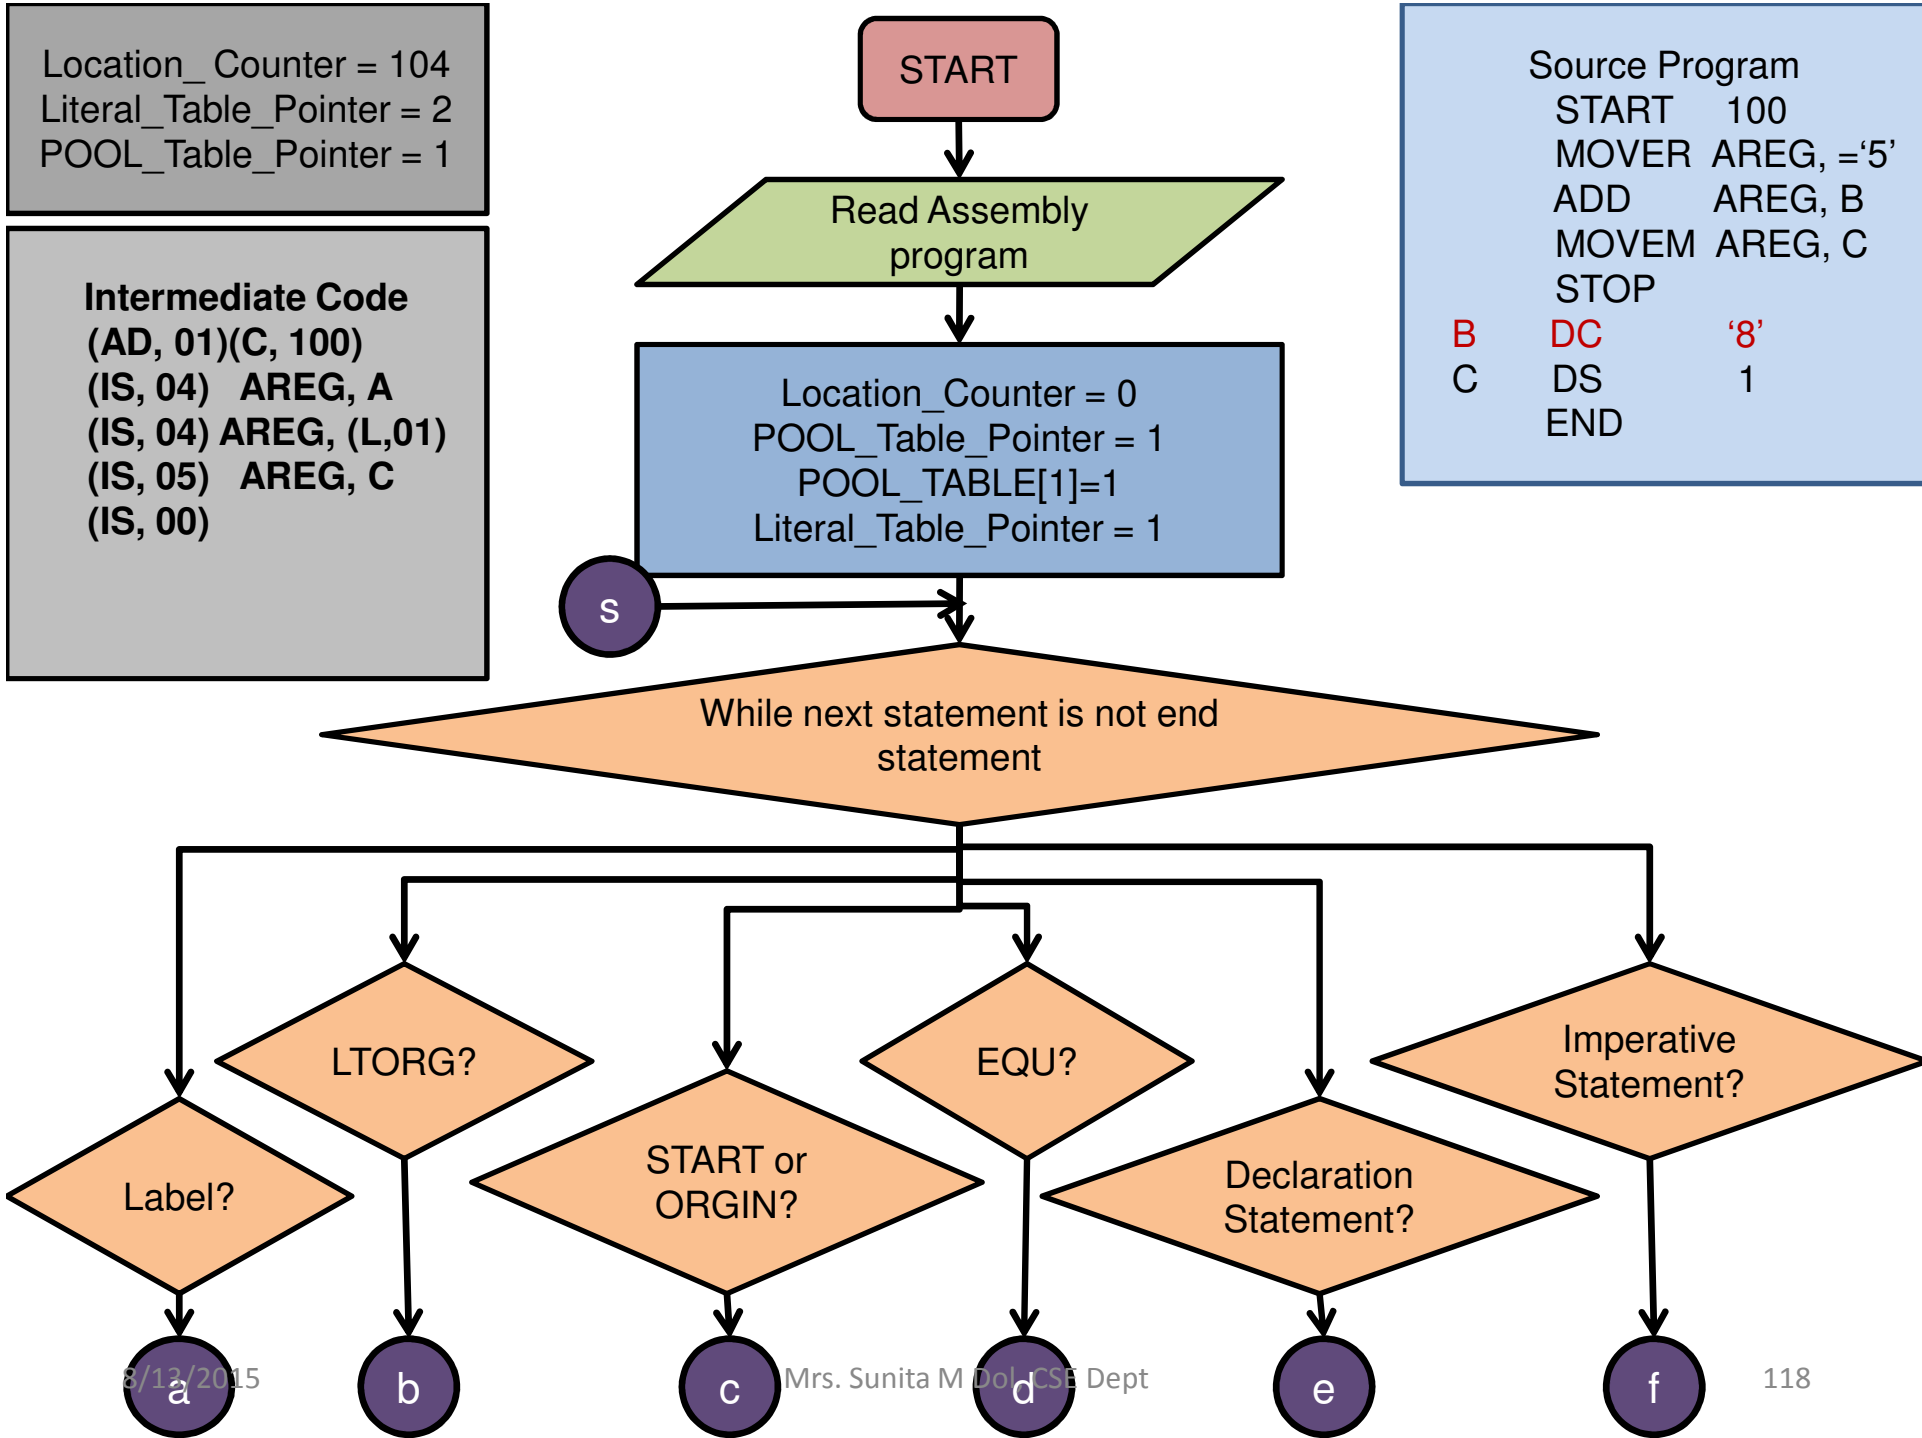 Location_ Counter = 104
Literal_Table_Pointer = 2
POOL_Table_Pointer = 1
Intermediate Code
(AD, 01)(C, 100)
(IS, 04) AREG, A
(IS, 04) AREG, (L,01)
(IS, 05) AREG, C
(IS, 00)
START
Read Assembly
program
Location_Counter = 0
POOL_Table_Pointer = 1
POOL_TABLE[1]=1
Literal_Table_Pointer = 1
Source Program
START 100
MOVER AREG, =‘5’
ADD AREG, B
MOVEM AREG, C
STOP
B DC ‘8’
C DS 1
END
s
While next statement is not end
statement
Label?
LTORG?
START or
ORGIN?
EQU?
Declaration
Statement?
Imperative
Statement?
a
b
c
d
e
f
8/13/2015
Mrs. Sunita M Dol, CSE Dept
118